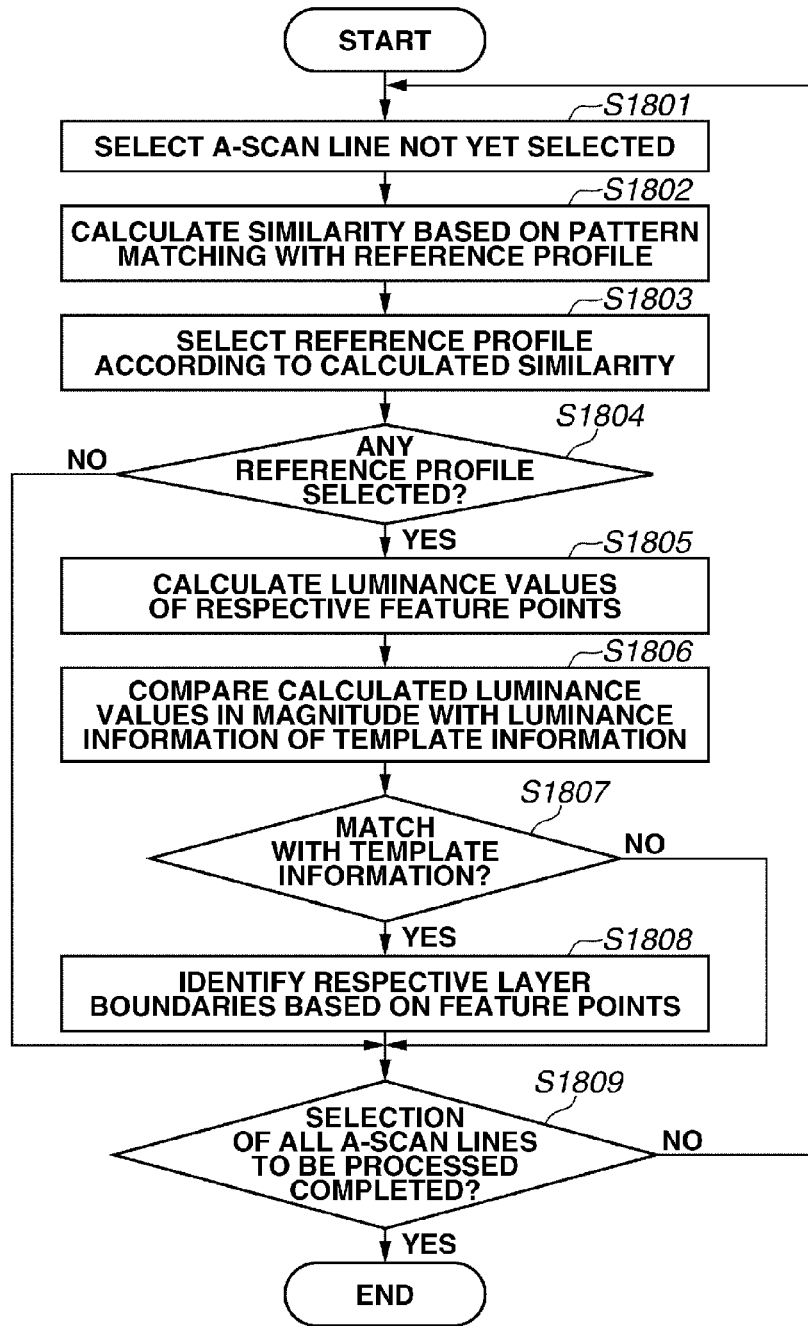 START
S1801
SELECT A-SCAN LINE NOT YET SELECTED
S1802
CALCULATE SIMILARITY BASED ON PATTERN
MATCHING WITH REFERENCE PROFILE
S1803
SELECT REFERENCE PROFILE
ACCORDING TO CALCULATED SIMILARITY
S1804
NO
ANY
REFERENCE PROFILE
SELECTED?
YES
S1805
CALCULATE LUMINANCE VALUES
OF RESPECTIVE FEATURE POINTS
S1806
COMPARE CALCULATED LUMINANCE
VALUES IN MAGNITUDE WITH LUMINANCE
INFORMATION OF TEMPLATE INFORMATION
S1807
MATCH
WITH TEMPLATE
INFORMATION?
NO
YES
S1808
IDENTIFY RESPECTIVE LAYER
BOUNDARIES BASED ON FEATURE POINTS
S1809
SELECTION
OF ALL A-SCAN LINES
TO BE PROCESSED
COMPLETED?
NO
YES
END